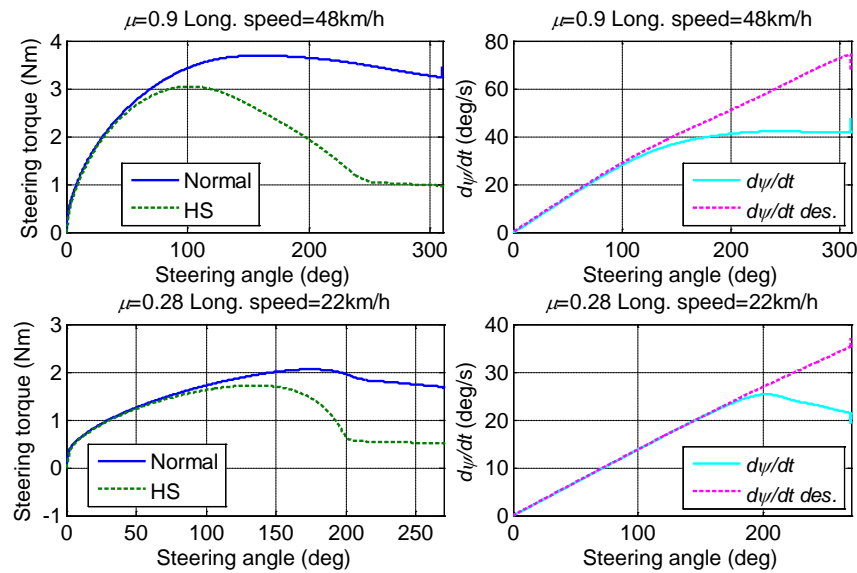 μ=0.9 Long. speed=48km/h
Steering torque (Nm)
4
3
2
1
0
Normal
HS
0
100
200
300
Steering angle (deg)
μ=0.9 Long. speed=48km/h
dψ/dt (deg/s)
80
60
40
20
0
dψ/dt
dψ/dt des.
0
100
200
300
Steering angle (deg)
μ=0.28 Long. speed=22km/h
Steering torque (Nm)
3
2
1
0
-1
Normal
HS
0
50
100
150
200
250
Steering angle (deg)
μ=0.28 Long. speed=22km/h
dψ/dt (deg/s)
40
30
20
10
0
dψ/dt
dψ/dt des.
0
100
200
Steering angle (deg)